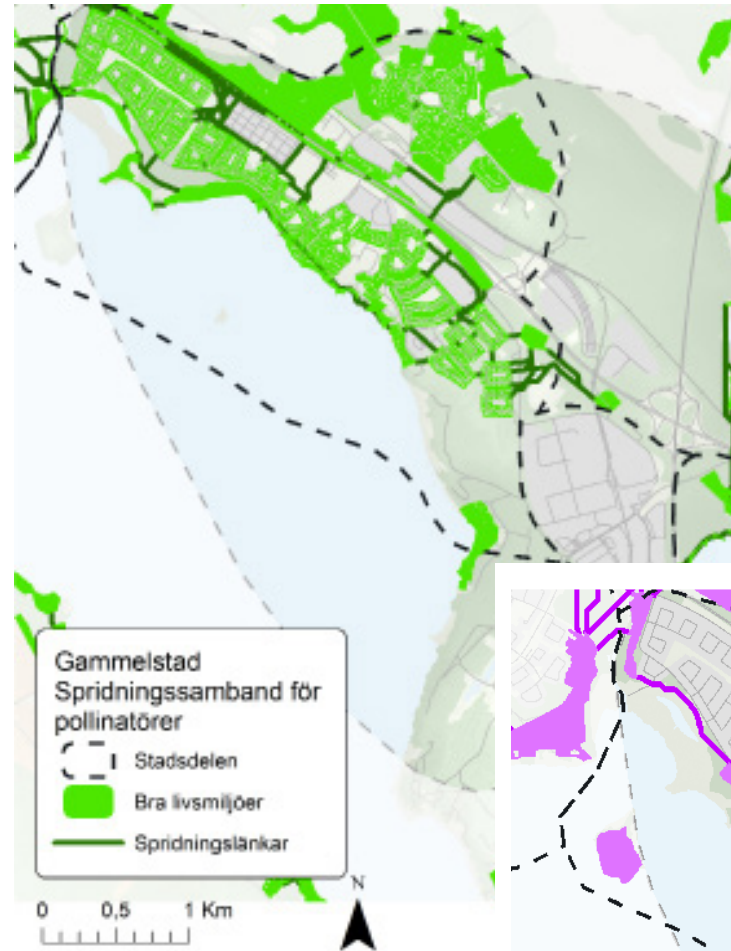 Gammelstad
Spridningssamband för
pollinatörer
Stadsdelen
Bra livsmiljöer
Spridningslänkar
0 0,5 1 Km
N